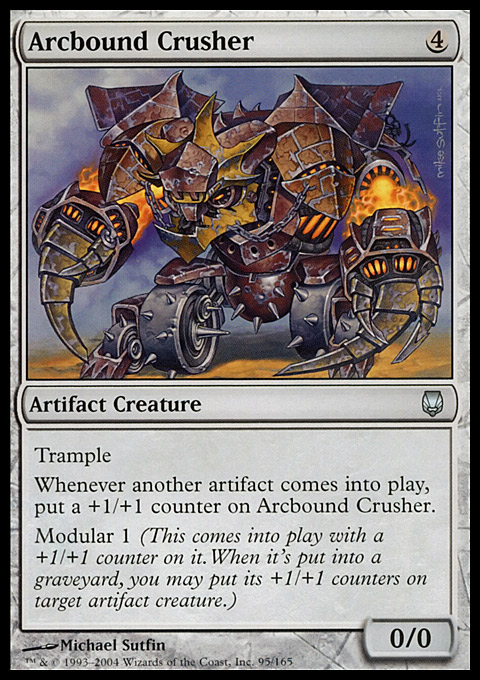 Arcbound Crusher 4
mike sutfin
Artifact Creature
Trample
Whenever another artifact comes into play,
put a +1/+1 counter on Arcbound Crusher.
Modular 1 (This comes into play with a
+1/+1 counter on it. When it's put into a
graveyard, you may put its +1/+1 counters on
target artifact creature.)
Michael Sutfin
™ & © 1993–2004 Wizards of the Coast, Inc. 95/165
0/0